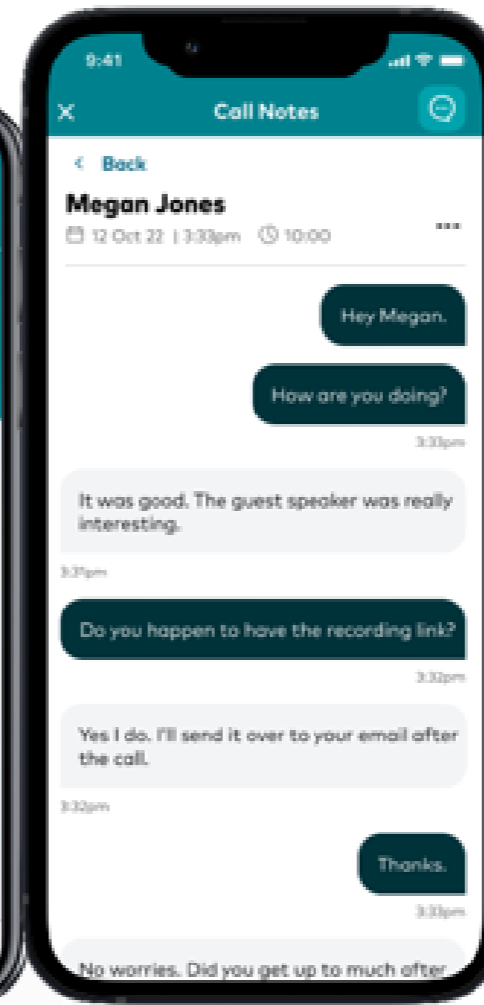 9:41
Call Notes
< Back
Megan Jones
12 Oct 22 | 3:33pm 10:00
Hey Megan.
How are you doing?
3:33pm
It was good. The guest speaker was really
interesting.
3:31pm
Do you happen to have the recording link?
3:32pm
Yes I do. I'll send it over to your email after
the call.
3:32pm
Thanks.
3:33pm
No worries. Did you get up to much after